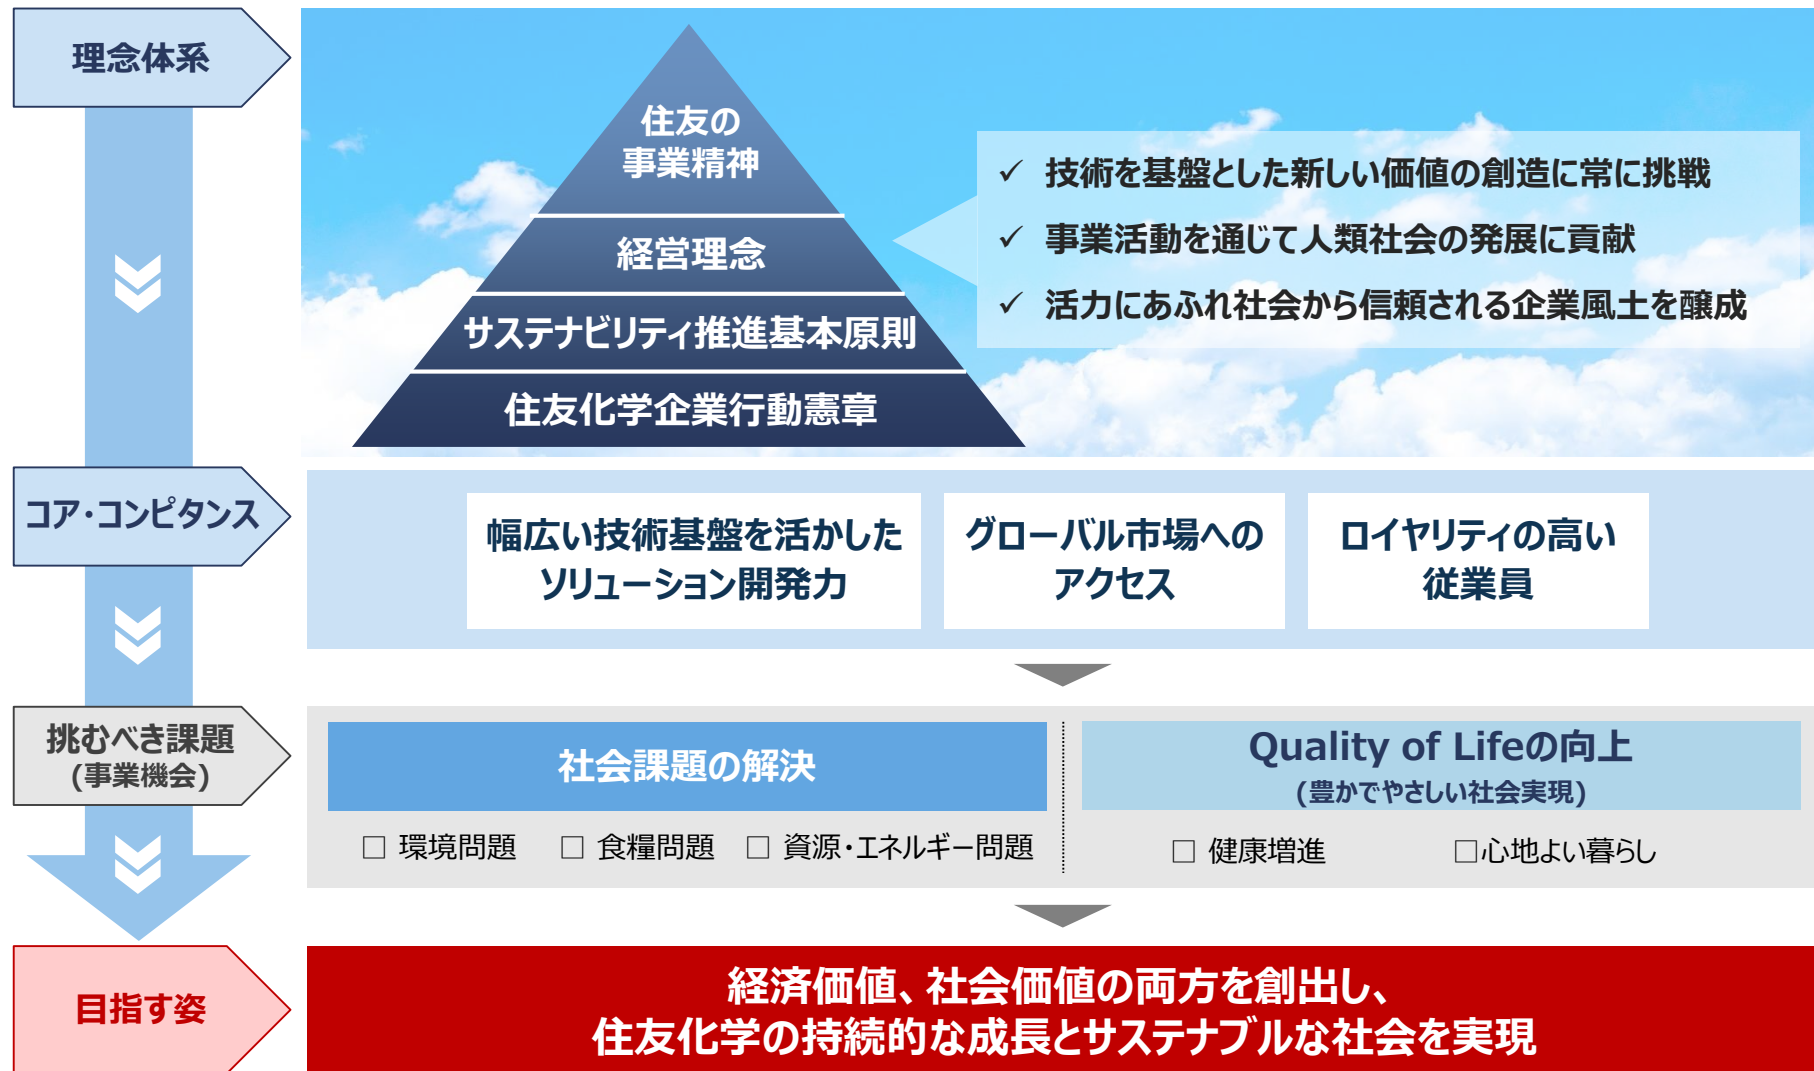 理念体系
住友の
事業精神
経営理念
サステナビリティ推進基本原則
住友化学企業行動憲章
✓ 技術を基盤とした新しい価値の創造に常に挑戦
✓ 事業活動を通じて人類社会の発展に貢献
✓ 活力にあふれ社会から信頼される企業風土を醸成
コア・コンピタンス
幅広い技術基盤を活かした
ソリューション開発力
グローバル市場への
アクセス
ロイヤリティの高い
従業員
挑むべき課題
(事業機会)
社会課題の解決
□ 環境問題 □ 食糧問題 □ 資源・エネルギー問題
Quality of Lifeの向上
(豊かでやさしい社会実現)
□ 健康増進 □心地よい暮らし
目指す姿
経済価値、社会価値の両方を創出し、
住友化学の持続的な成長とサステナブルな社会を実現